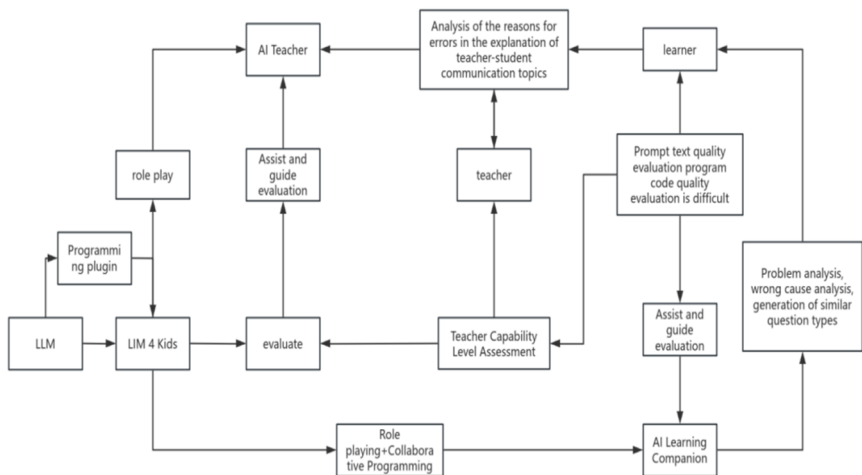 AI Teacher
Analysis of the reasons for
errors in the explanation of
teacher-student
communication topics
learner
role play
Assist and
guide
evaluation
teacher
Prompt text quality
evaluation program
code quality
evaluation is difficult
Programmi
ng plugin
Problem analysis,
wrong cause analysis,
generation of similar
question types
LLM
LIM 4 Kids
evaluate
Teacher Capability
Level Assessment
Assist and
guide
evaluation
Role
playing+Collabora
tive Programming
AI Learning
Companion